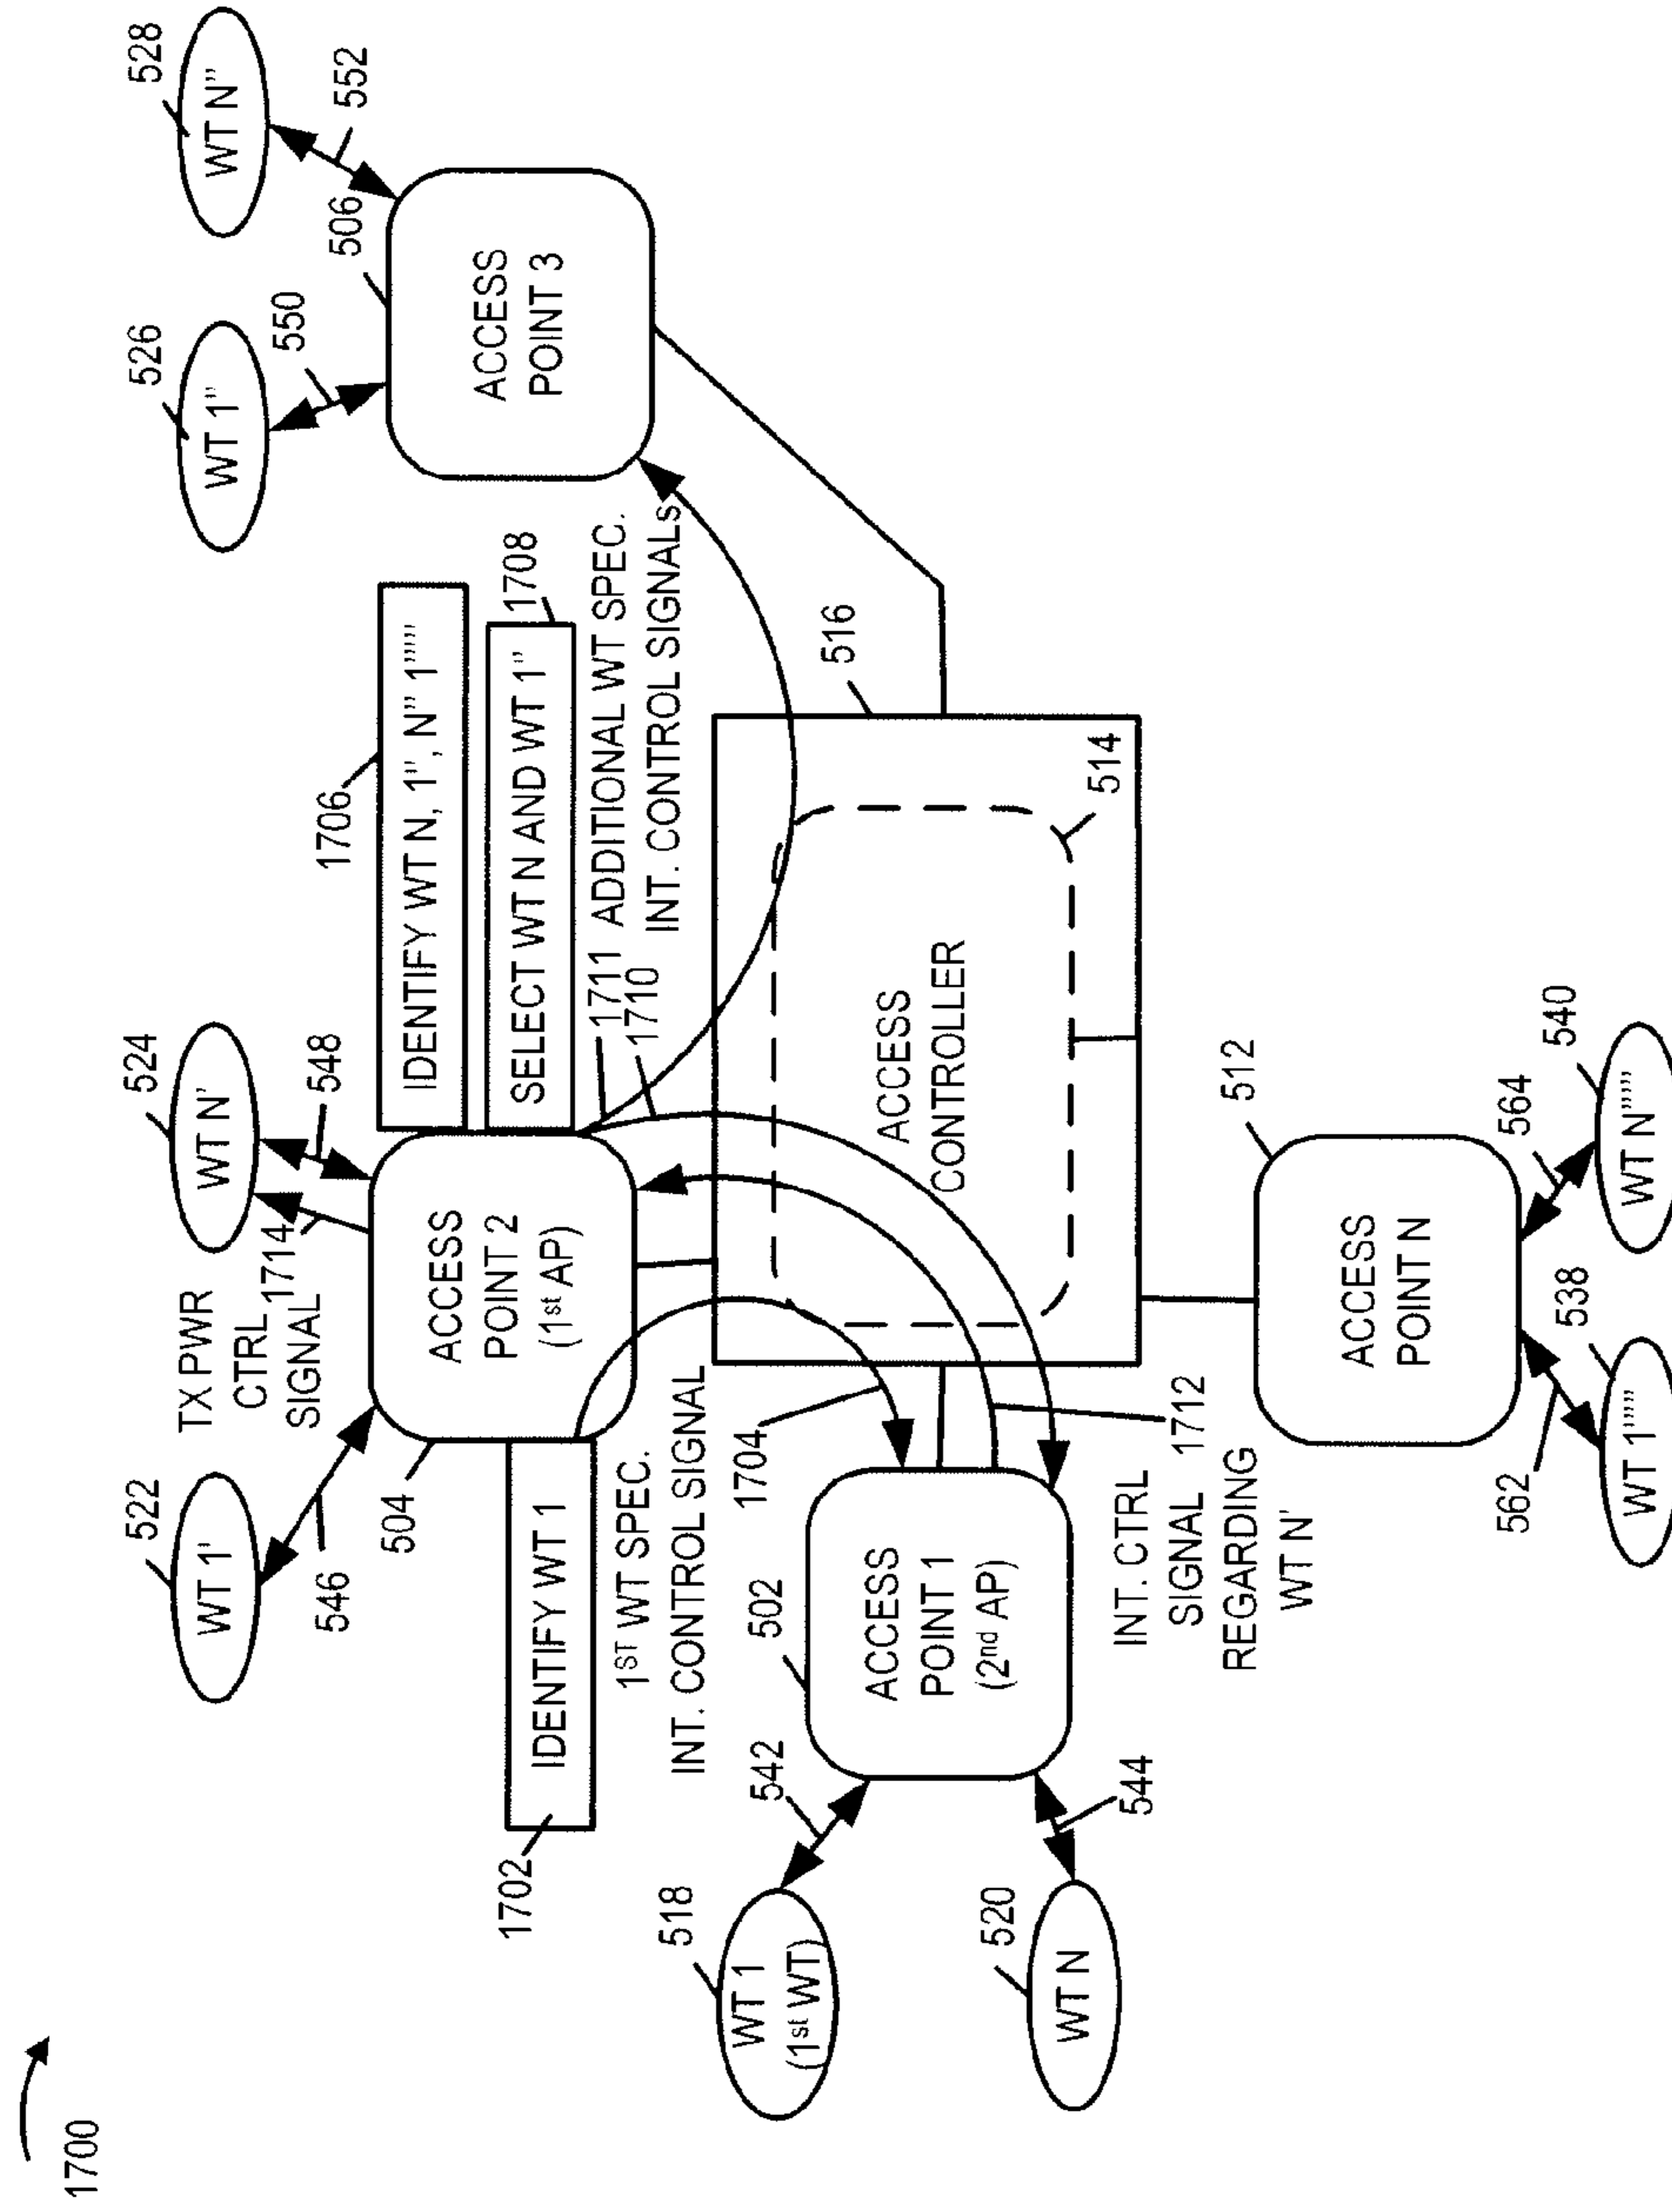 1700
522
WT 1'
546
TX PWR
CTRL
SIGNAL
1714
524
WT N'
548
504
ACCESS
POINT 2
(1st AP)
1702
IDENTIFY WT 1
1706
IDENTIFY WT N, 1", N" 1"""
SELECT WT N AND WT 1"
1708
1711
ADDITIONAL WT SPEC.
INT. CONTROL SIGNALs
1710
526
WT 1"
550
528
WT N"
552
506
ACCESS
POINT 3
1ST WT SPEC.
INT. CONTROL SIGNAL
1704
516
514
ACCESS
CONTROLLER
518
WT 1
(1st WT)
542
502
ACCESS
POINT 1
(2nd AP)
520
WT N
544
INT. CTRL
SIGNAL 1712
REGARDING
WT N'
512
ACCESS
POINT N
562
538
WT 1"""
564
540
WT N"""